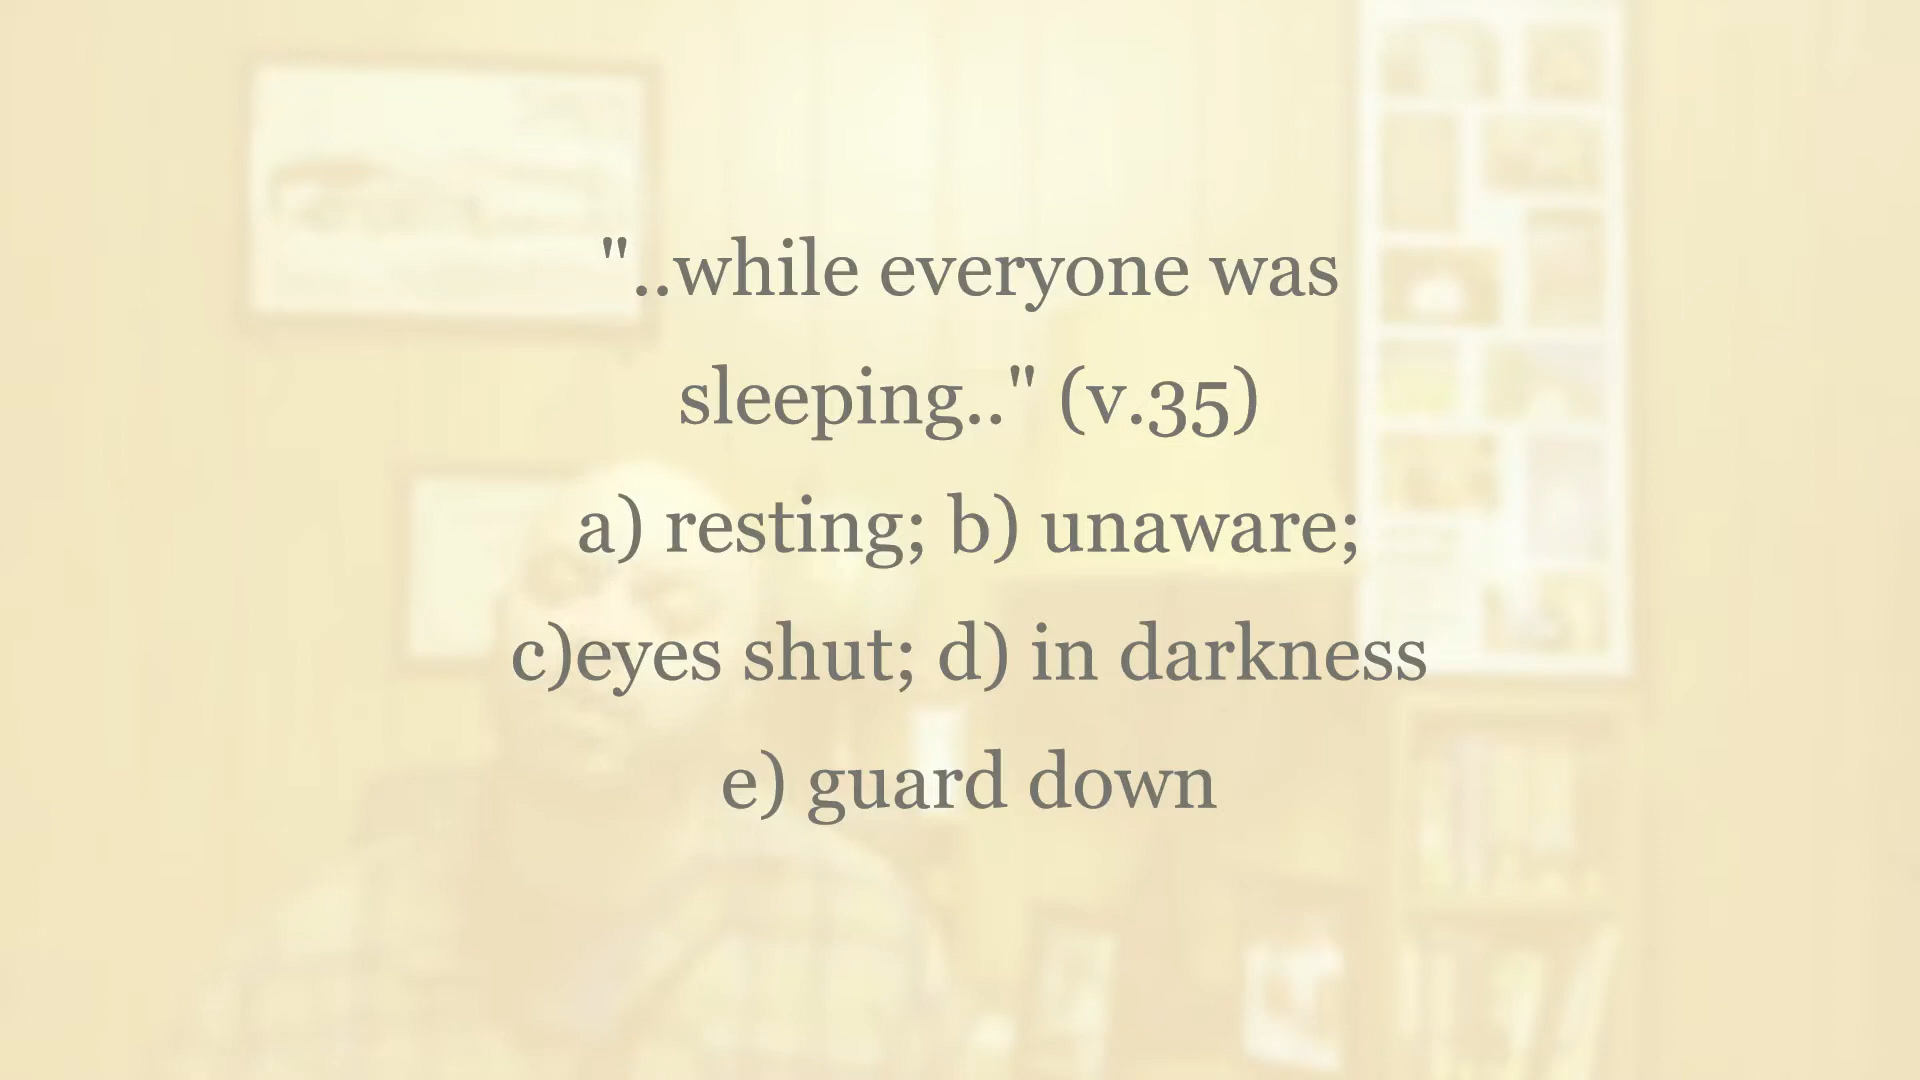 "..while everyone was
sleeping.." (v.35)
a) resting; b) unaware;
c)eyes shut; d) in darkness
e) guard down